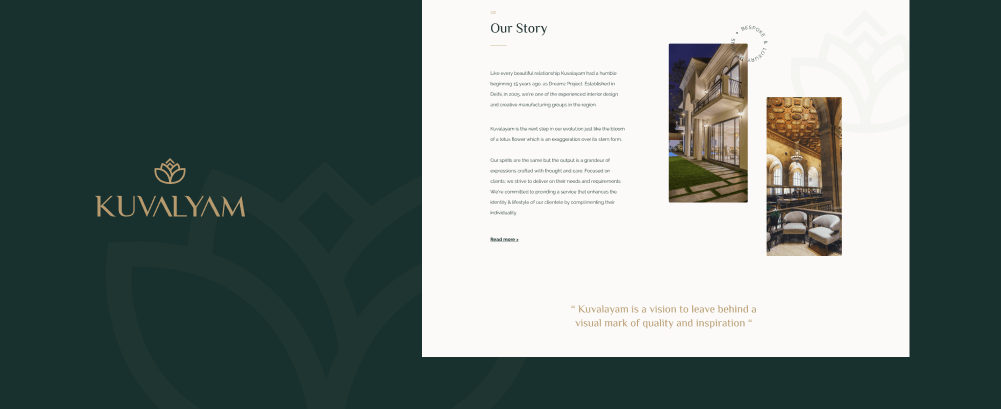 KUVALYAM
Our Story
Like every beautiful relationship Kuvalayam had a humble
beginning 15 years ago as Dreams Project. Established in
Delhi, in 2005, we're one of the experienced interior design
and creative manufacturing groups in the region.
Kuvalayam is the next step in our evolution just like the bloom
of a lotus flower which is an exaggeration over its stem form.
Our spirits are the same but the output is a grandeur of
expressions crafted with thought and care. Focused on
clients, we strive to deliver on their needs and requirements.
We're committed to providing a service that enhances the
identity & lifestyle of our clientele by complimenting their
individuality.
Read more >
• BESPOKE & LUXURY
“ Kuvalayam is a vision to leave behind a
visual mark of quality and inspiration “